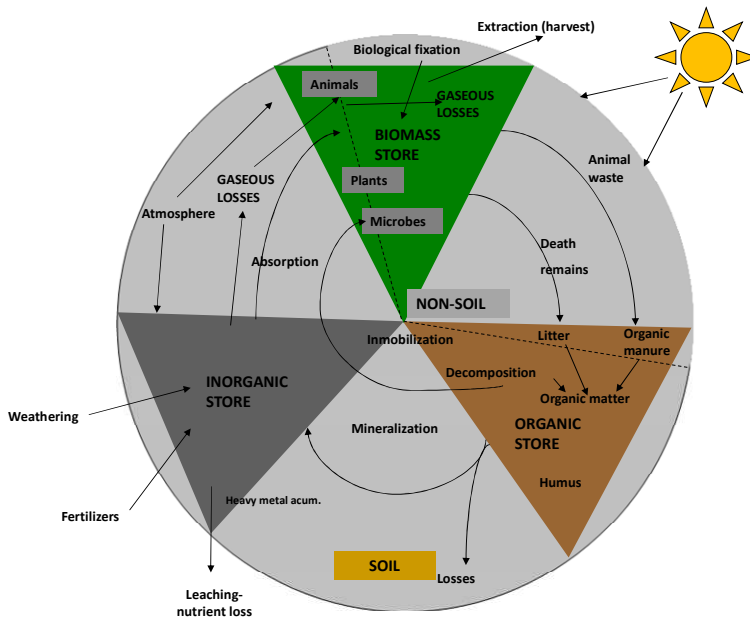 Extraction (harvest)
Biological fixation
Animals
GASEOUS
LOSSES
BIOMASS
STORE
Animal
waste
GASEOUS
LOSSES
Plants
Atmosphere
Microbes
Absorption
Death
remains
NON-SOIL
Inmobilization
Litter
Organic
manure
INORGANIC
STORE
Decomposition
Organic matter
Weathering
Mineralization
ORGANIC
STORE
Humus
Heavy metal acum.
Fertilizers
SOIL
Losses
Leaching-
nutrient loss